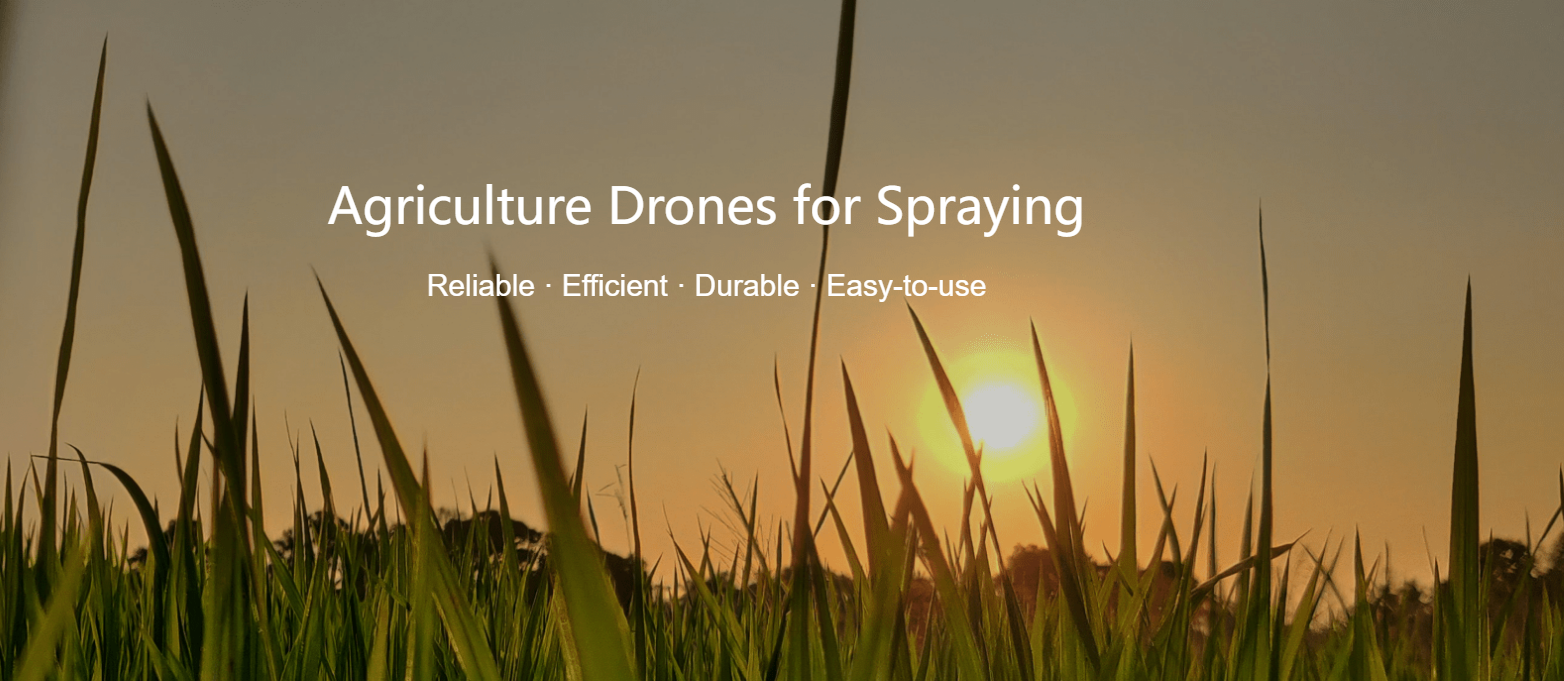 Agriculture Drones for Spraying
Reliable · Efficient · Durable · Easy-to-use